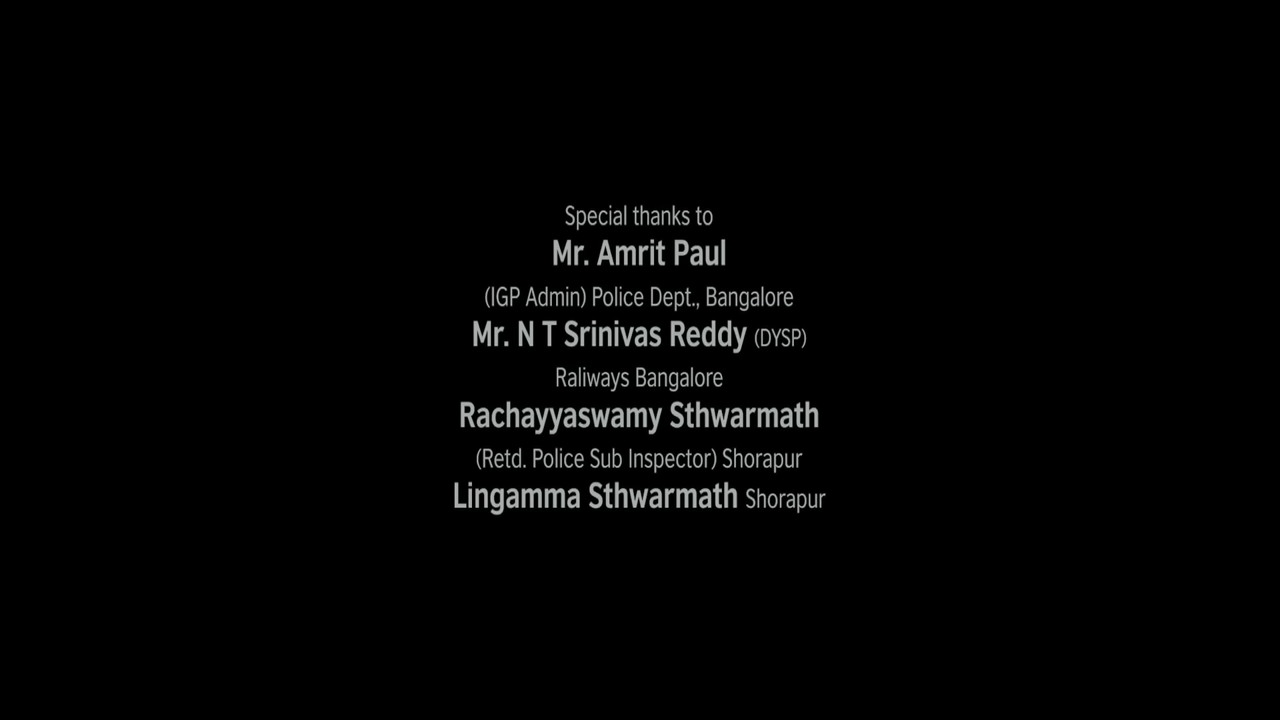 Special thanks to
Mr. Amrit Paul
(IGP Admin) Police Dept., Bangalore
Mr. N T Srinivas Reddy (DYSP)
Raliways Bangalore
Rachayyaswamy Sthwarmath
(Retd. Police Sub Inspector) Shorapur
Lingamma Sthwarmath Shorapur